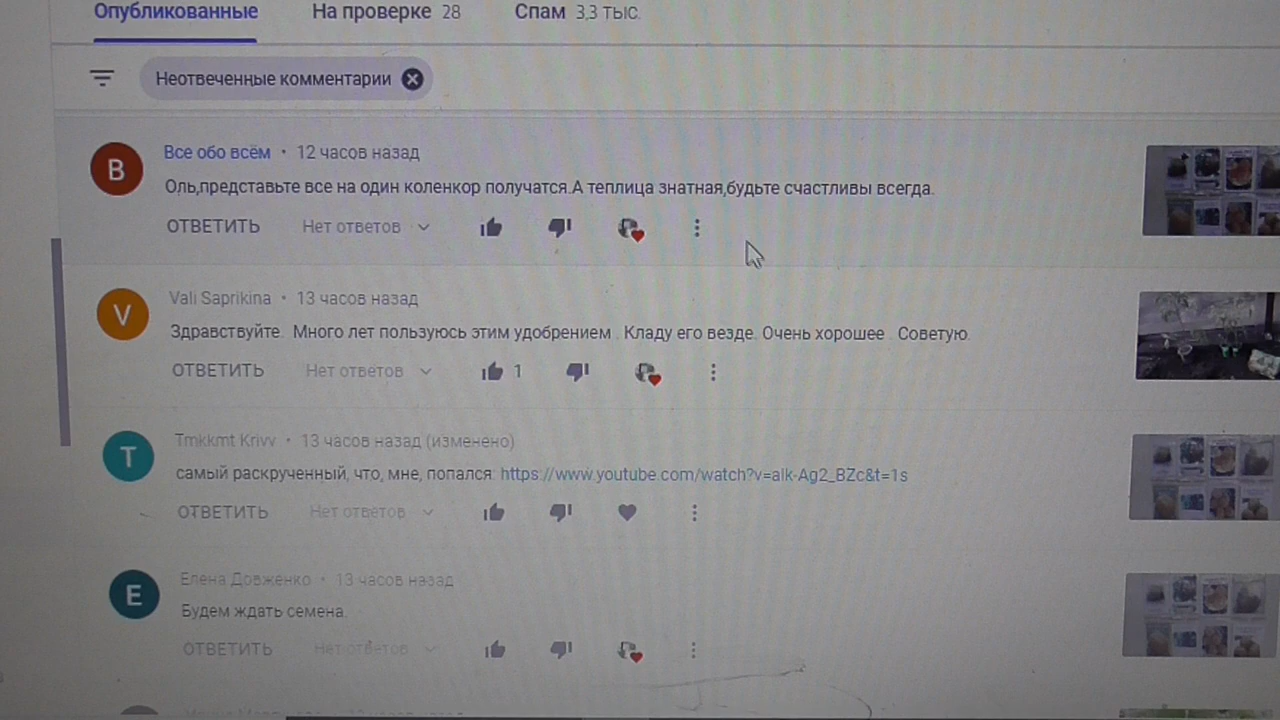 Опубликованные На проверке 28 Спам 3,3 тыс.
Неотвеченные комментарии
В Все обо всём • 12 часов назад
Оль,представьте все на один коленкор получатся.А теплица знатная,будьте счастливы всегда.
ОТВЕТИТЬ Нет ответов
V Vali Saprikina • 13 часов назад
Здравствуйте. Много лет пользуюсь этим удобрением . Кладу его везде. Очень хорошее . Советую.
ОТВЕТИТЬ Нет ответов 1
T Tmkkmt Krivv • 13 часов назад (изменено)
самый раскрученный, что, мне, попался: https://www.youtube.com/watch?v=alk-Ag2_BZc&t=1s
ОТВЕТИТЬ Нет ответов
Е Елена Довженко • 13 часов назад
Будем ждать семена.
ОТВЕТИТЬ Нет ответов